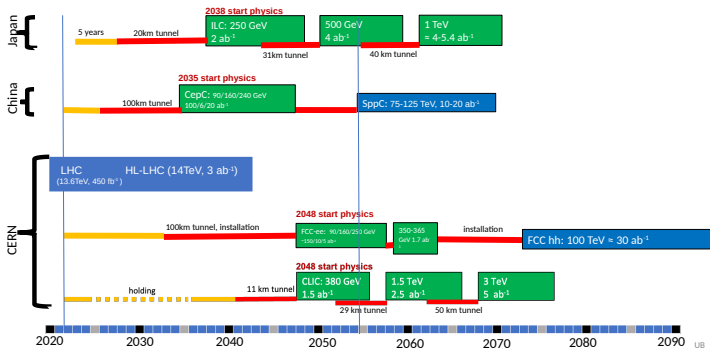 Japan
2038 start physics
5 years
20km tunnel
ILC: 250 GeV
2 ab⁻¹
500 GeV
4 ab⁻¹
1 TeV
≈ 4-5.4 ab⁻¹
31km tunnel
40 km tunnel
China
2035 start physics
100km tunnel
CepC: 90/160/240 GeV
100/6/20 ab⁻¹
SppC: 75-125 TeV, 10-20 ab⁻¹
CERN
LHC
(13.6TeV, 450 fb⁻¹)
HL-LHC (14TeV, 3 ab⁻¹)
2048 start physics
100km tunnel, installation
FCC-ee: 90/160/250 GeV
~150/10/5 ab⁻¹
350-365
GeV 1.7 ab
⁻¹
installation
FCC hh: 100 TeV ≈ 30 ab⁻¹
2048 start physics
holding
11 km tunnel
CLIC: 380 GeV
1.5 ab⁻¹
1.5 TeV
2.5 ab⁻¹
3 TeV
5 ab⁻¹
29 km tunnel
50 km tunnel
2020
2030
2040
2050
2060
2070
2080
2090
UB